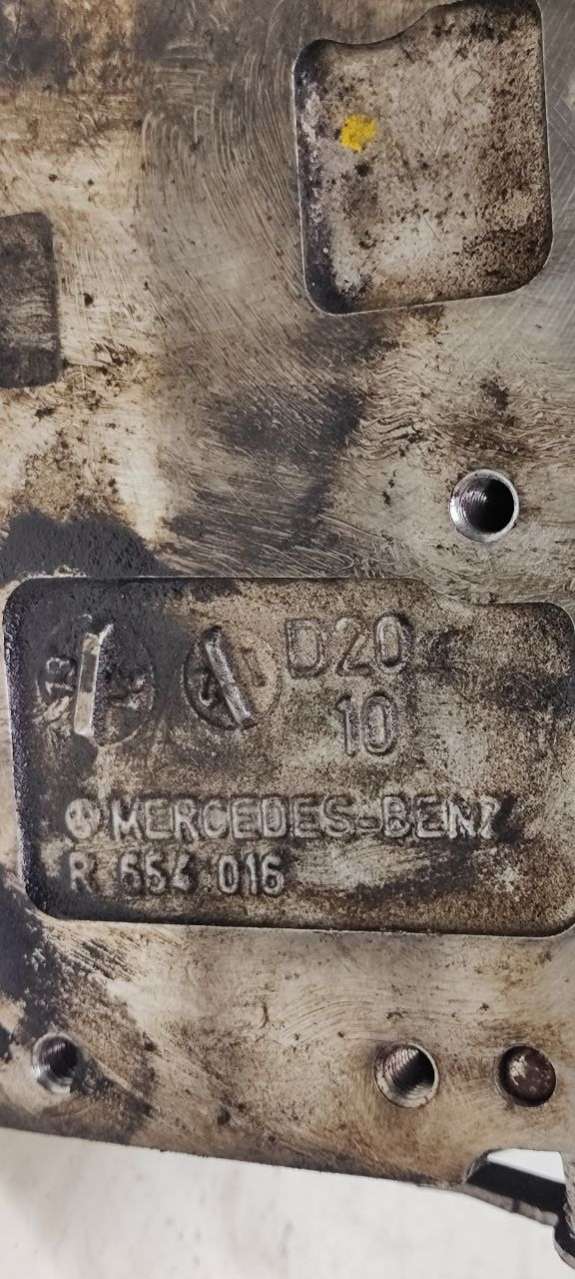 D20
10
MERCEDES-BENZ
R 654 016